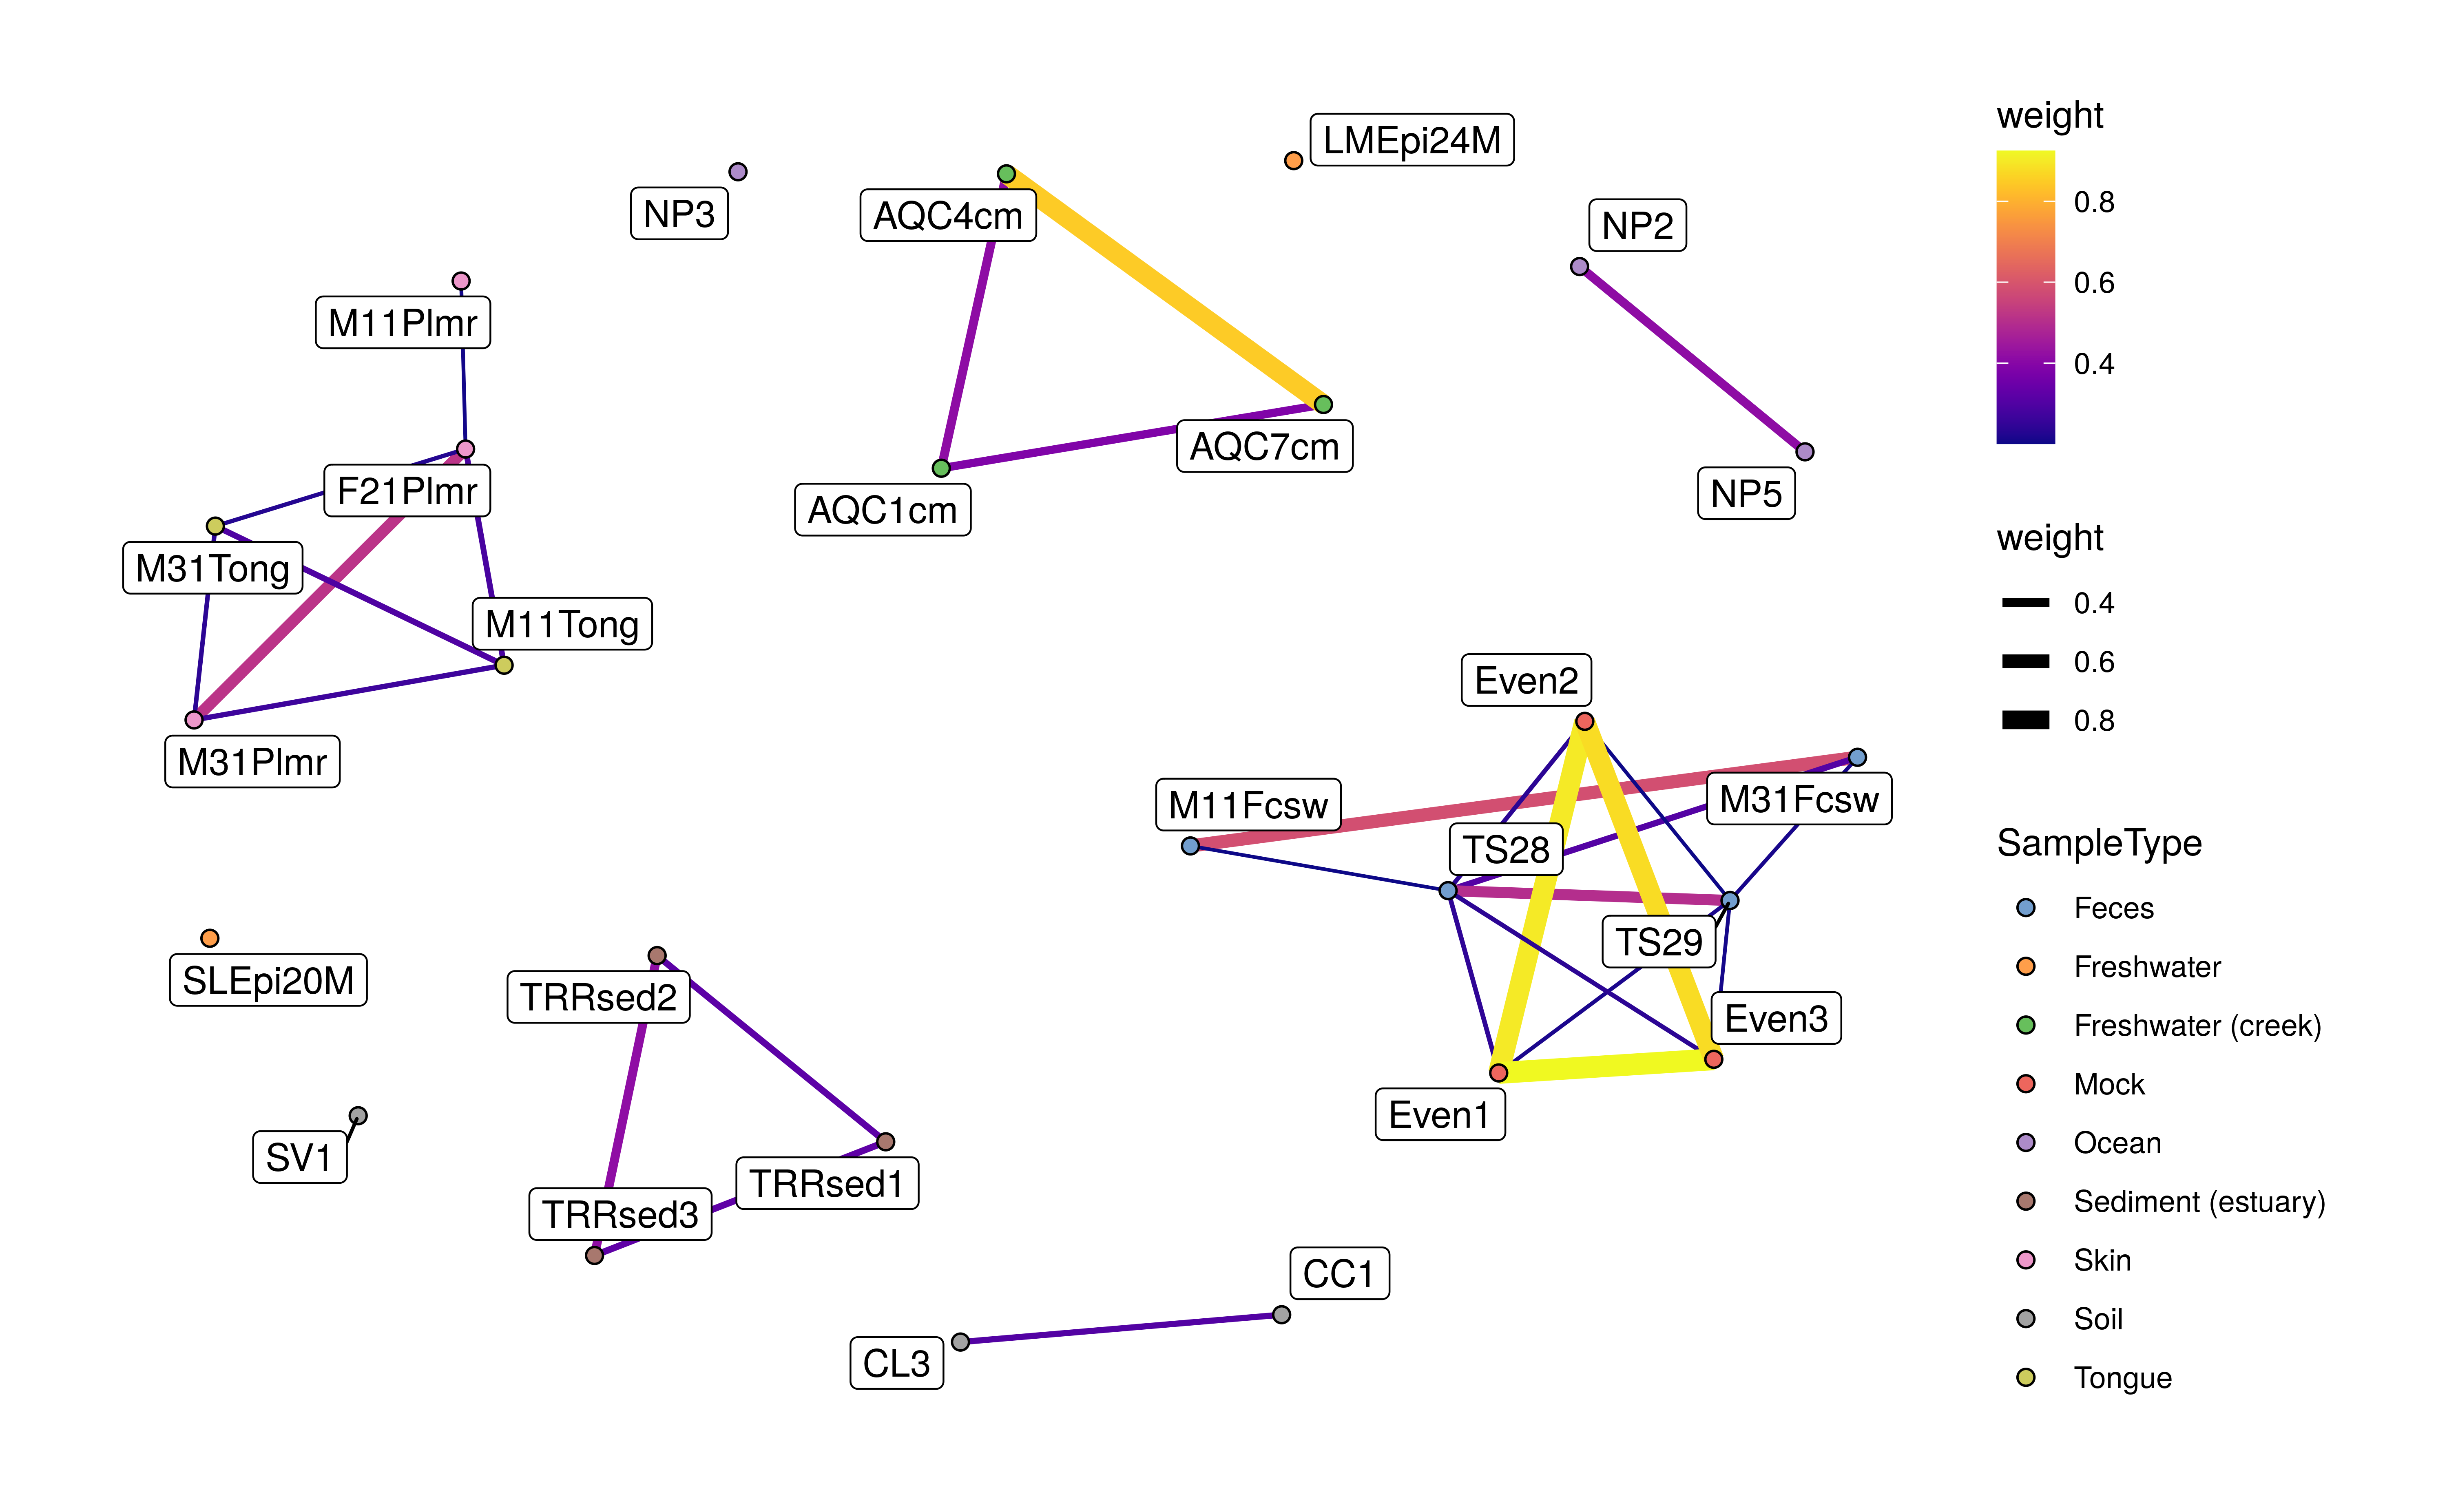 LMEpi24M
NP3
AQC4cm
NP2
M11Plmr
F21Plmr
AQC7cm
AQC1cm
NP5
M31Tong
M11Tong
M31Plmr
Even2
M11Fcsw
M31Fcsw
TS28
TS29
SLEpi20M
TRRsed2
Even3
Even1
SV1
TRRsed1
TRRsed3
CC1
CL3
weight
0.8
0.6
0.4
weight
0.4
0.6
0.8
SampleType
Feces
Freshwater
Freshwater (creek)
Mock
Ocean
Sediment (estuary)
Skin
Soil
Tongue